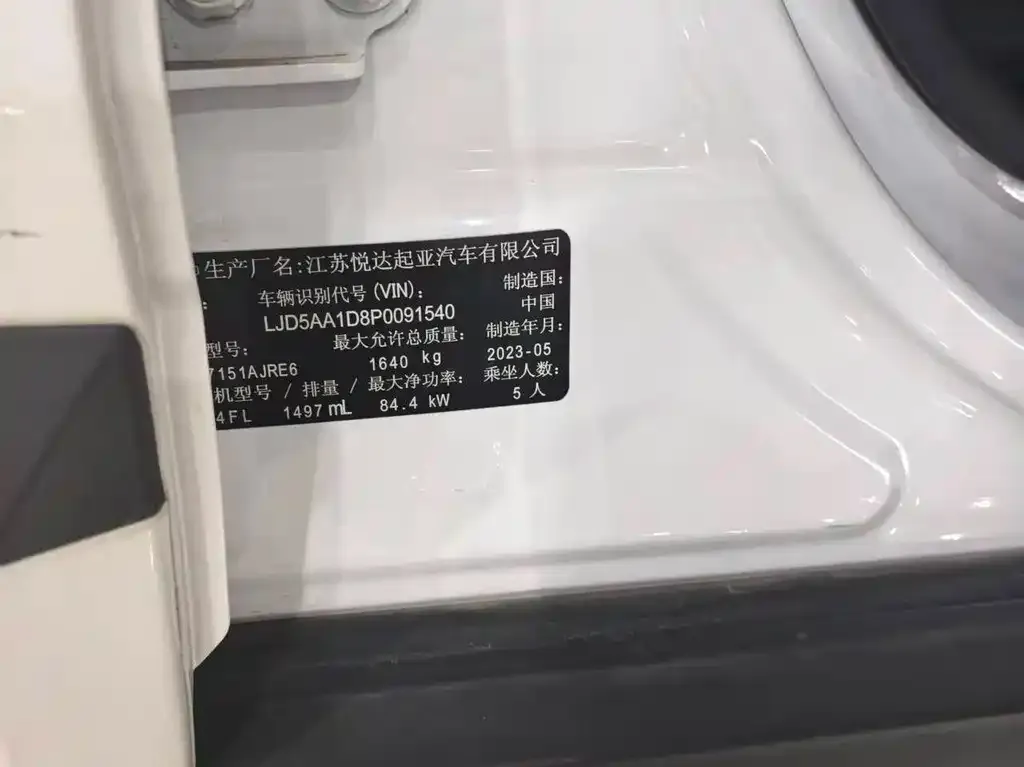 生产厂名:江苏悦达起亚汽车有限公司
车辆识别代号(VIN):
制造国:
LJD5AA1D8P0091540
中国
型号:
最大允许总质量:
制造年月:
7151AJRE6
1640 kg
2023-05
机型号 / 排量 / 最大净功率:
乘坐人数:
4FL
1497 mL
84.4 kW
5 人